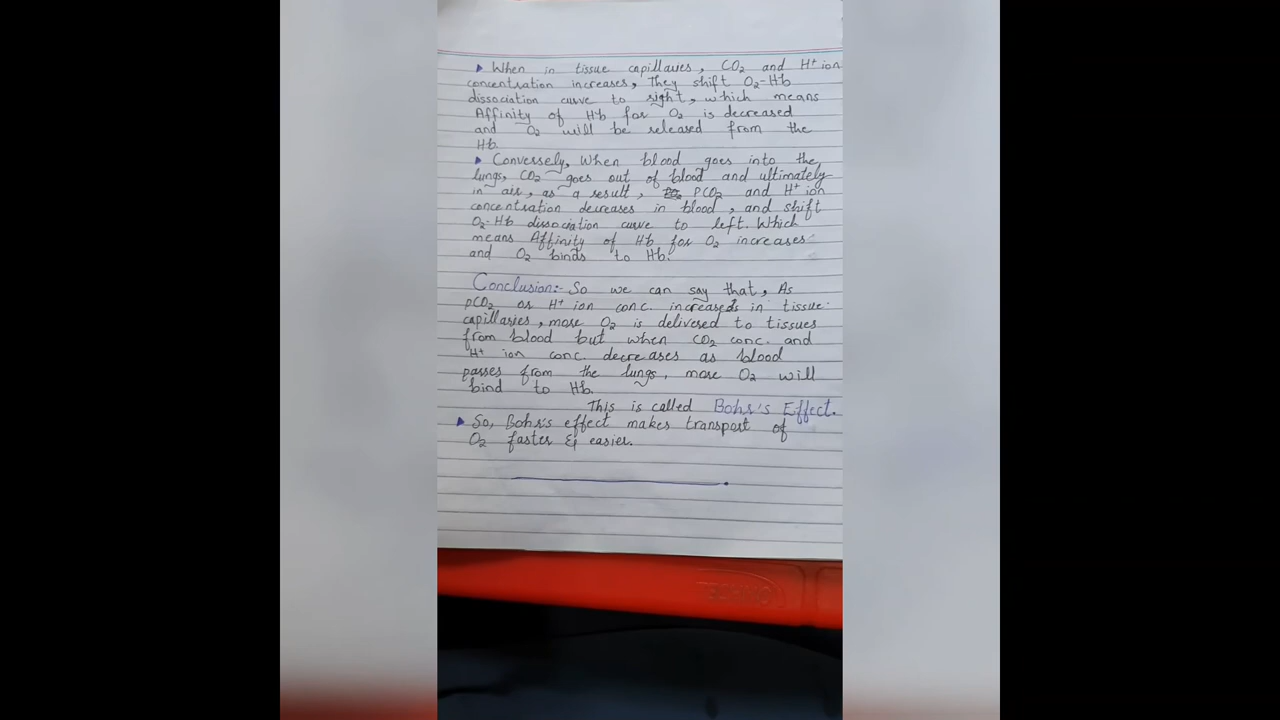 ▸ When in tissue capillaries, CO₂ and H⁺ ion
concentration increases, They shift O₂-Hb
dissociation curve to right, which means
Affinity of Hb for O₂ is decreased
and O₂ will be released from the
Hb.
▸ Conversely, When blood goes into the
lungs, CO₂ goes out of blood and ultimately
in air, as a result, PCO₂ and H⁺ ion
concentration decreases in blood, and shift
O₂-Hb dissociation curve to left. Which
means Affinity of Hb for O₂ increases
and O₂ binds to Hb.
Conclusion:- So we can say that, As
pCO₂ or H⁺ ion conc. increases in tissue
capillaries, more O₂ is delivered to tissues
from blood but when CO₂ conc. and
H⁺ ion conc. decreases as blood
passes from the lungs, more O₂ will
bind to Hb.
This is called Bohr's Effect.
▸ So, Bohr's effect makes transport of
O₂ faster & easier.
TECHNO